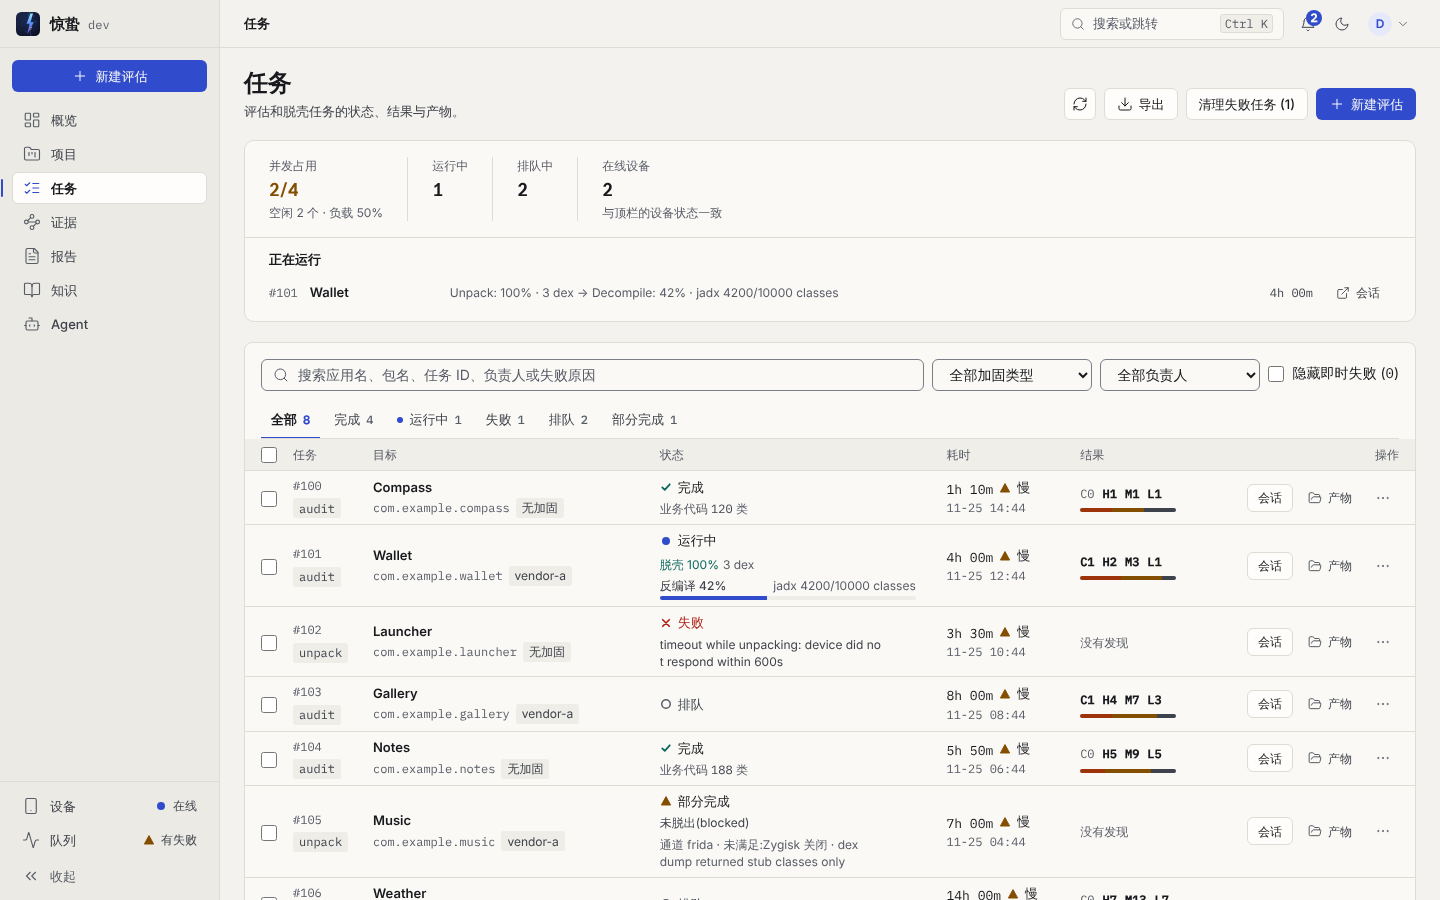 惊蛰 dev
新建评估
概览
项目
任务
证据
报告
知识
Agent
设备 在线
队列 有失败
收起
任务
搜索或跳转 Ctrl K
2
D
任务
评估和脱壳任务的状态、结果与产物。
导出
清理失败任务 (1)
新建评估
并发占用 运行中 排队中 在线设备
2/4 1 2 2
空闲 2 个 · 负载 50% 与顶栏的设备状态一致
正在运行
#101 Wallet Unpack: 100% · 3 dex → Decompile: 42% · jadx 4200/10000 classes 4h 00m 会话
搜索应用名、包名、任务 ID、负责人或失败原因 全部加固类型 全部负责人 隐藏即时失败 (0)
全部 8 完成 4 运行中 1 失败 1 排队 2 部分完成 1
任务 目标 状态 耗时 结果 操作
#100 Compass 完成 1h 10m 慢 C0 H1 M1 L1 会话 产物 ...
audit com.example.compass 无加固 业务代码 120 类 11-25 14:44
#101 Wallet 运行中 4h 00m 慢 C1 H2 M3 L1 会话 产物 ...
audit com.example.wallet vendor-a 脱壳 100% 3 dex 11-25 12:44
反编译 42% jadx 4200/10000 classes
#102 Launcher 失败 3h 30m 慢 没有发现 会话 产物 ...
unpack com.example.launcher 无加固 timeout while unpacking: device did no 11-25 10:44
t respond within 600s
#103 Gallery 排队 8h 00m 慢 C1 H4 M7 L3 会话 产物 ...
audit com.example.gallery vendor-a 11-25 08:44
#104 Notes 完成 5h 50m 慢 C0 H5 M9 L5 会话 产物 ...
audit com.example.notes 无加固 业务代码 188 类 11-25 06:44
#105 Music 部分完成 7h 00m 慢 没有发现 会话 产物 ...
unpack com.example.music vendor-a 未脱出(blocked) 11-25 04:44
通道 frida · 未满足:Zygisk 关闭 · dex
dump returned stub classes only
#106 Weather 排队 14h 00m 慢 C0 H7 M13 L7